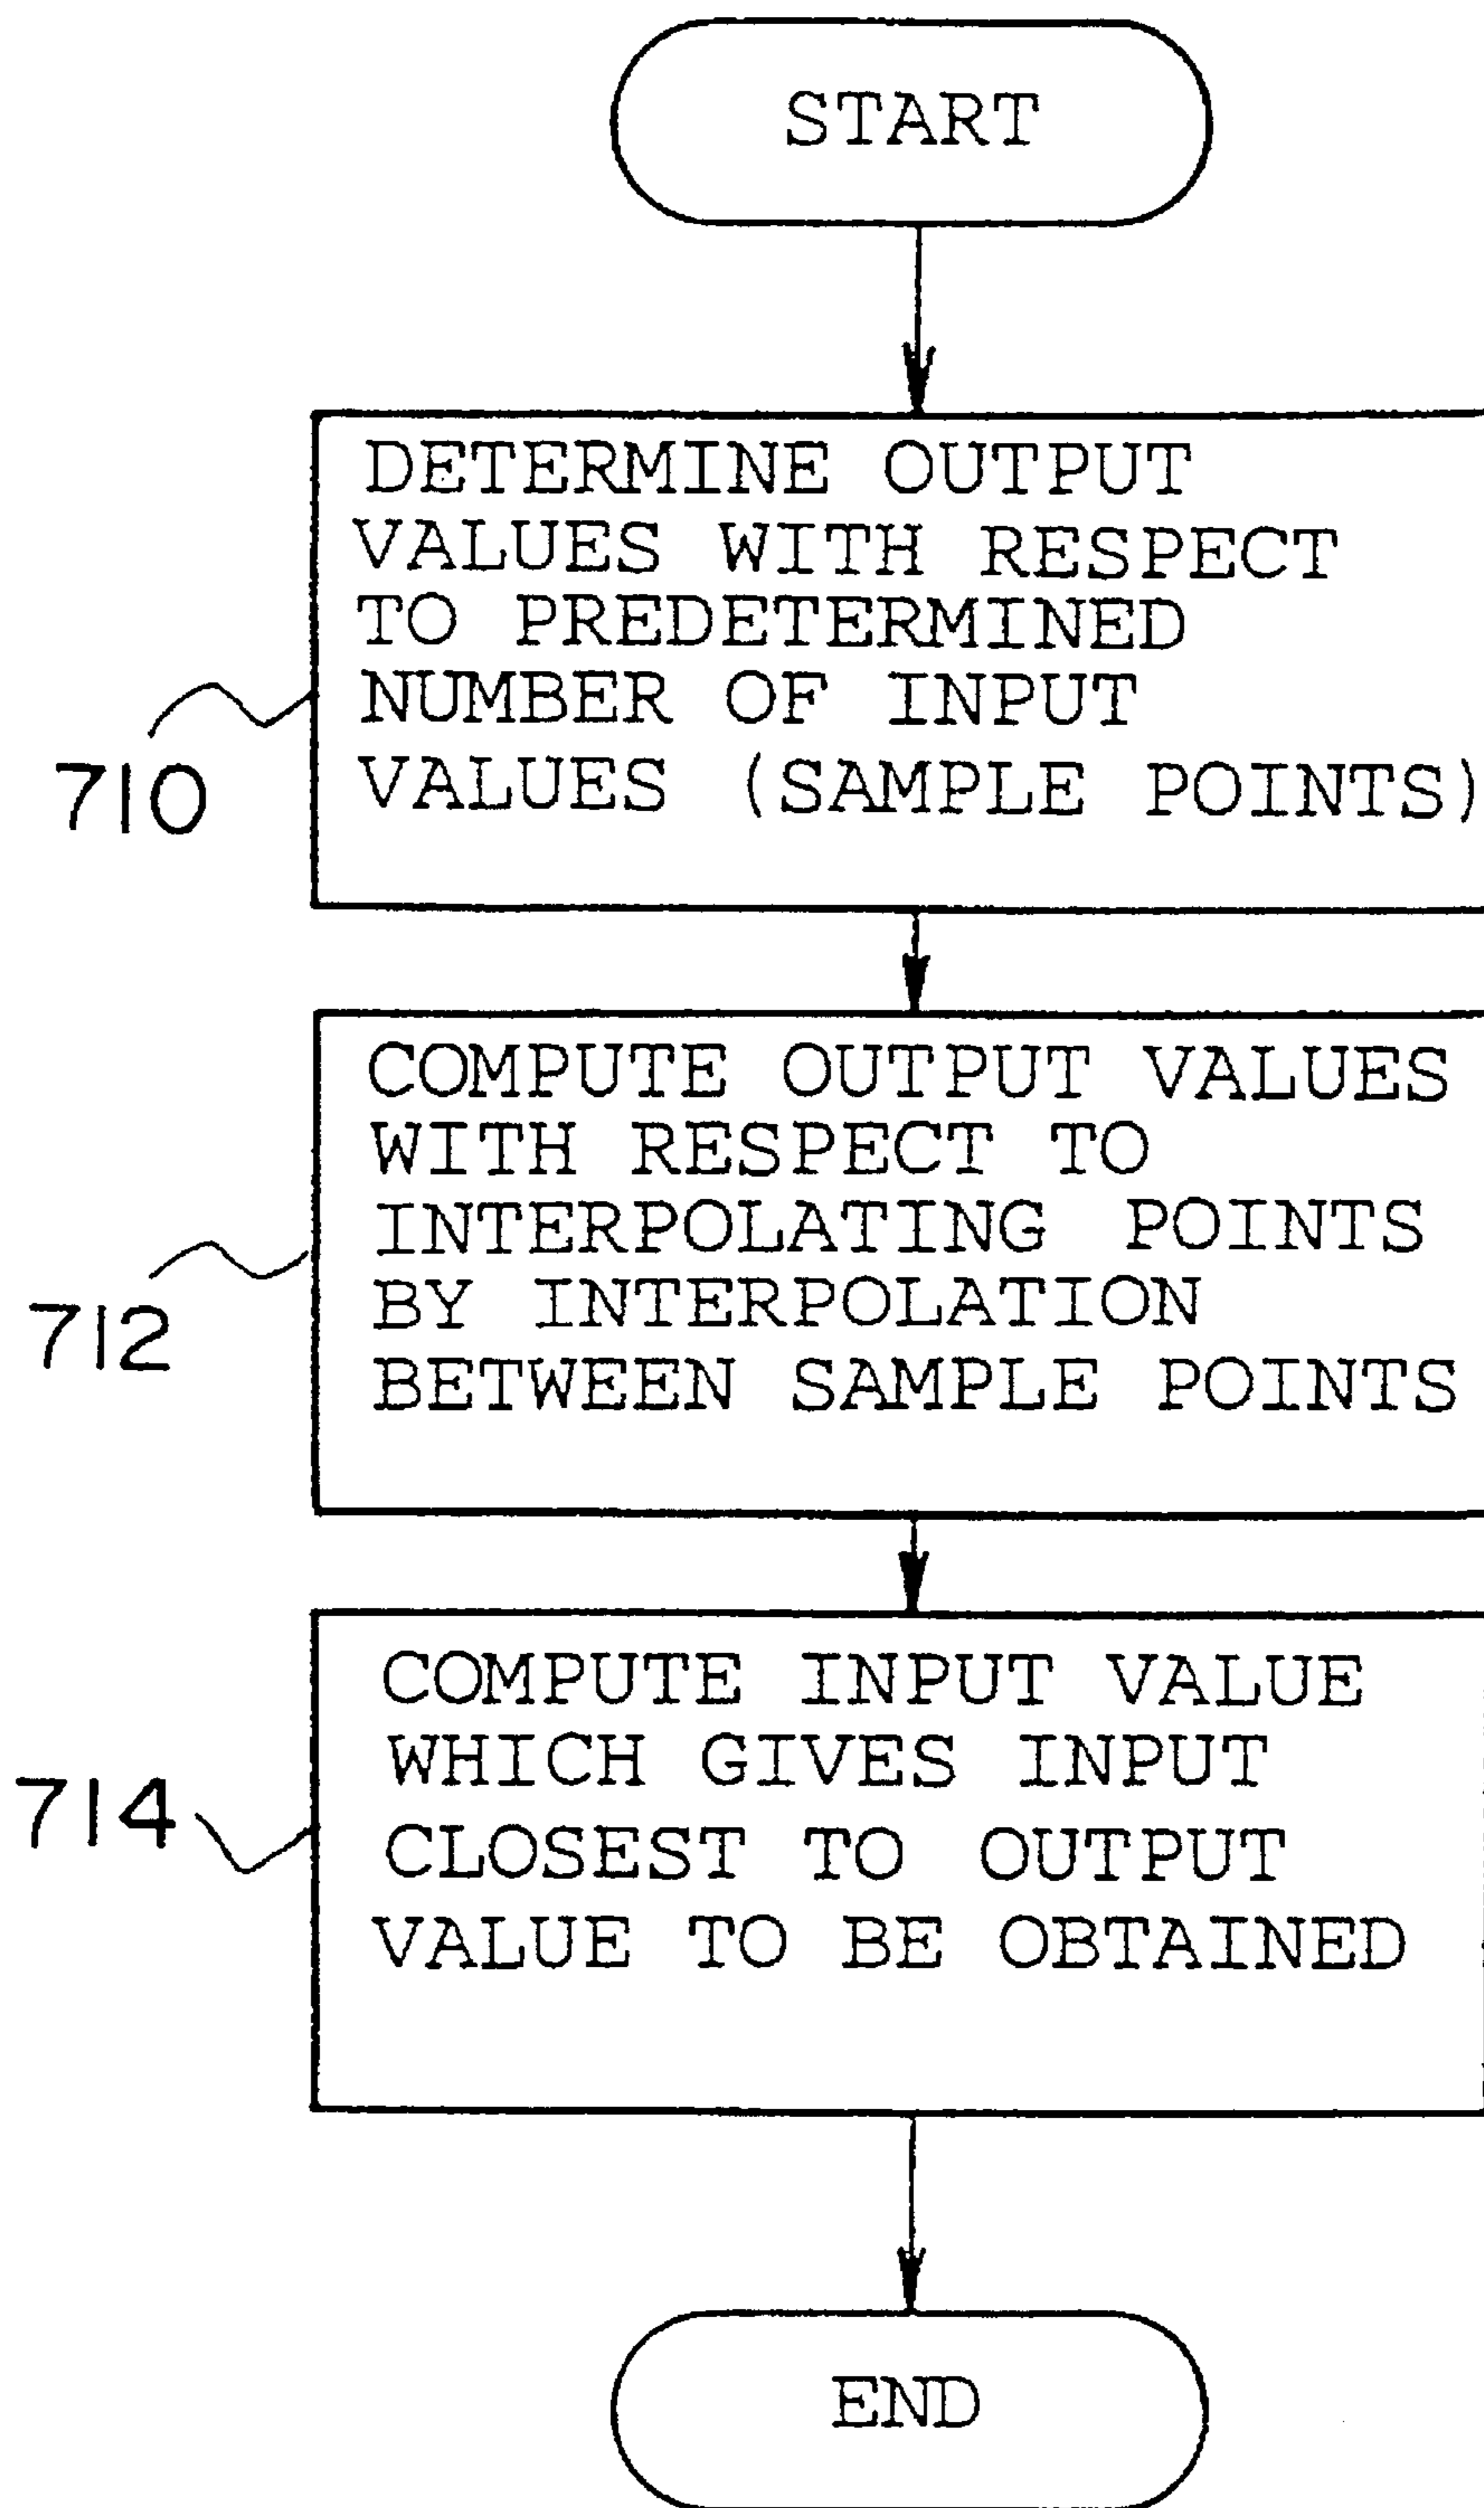 START
DETERMINE OUTPUT
VALUES WITH RESPECT
TO PREDETERMINED
NUMBER OF INPUT
VALUES (SAMPLE POINTS)
710
COMPUTE OUTPUT VALUES
WITH RESPECT TO
INTERPOLATING POINTS
BY INTERPOLATION
BETWEEN SAMPLE POINTS
712
COMPUTE INPUT VALUE
WHICH GIVES INPUT
CLOSEST TO OUTPUT
VALUE TO BE OBTAINED
714
END